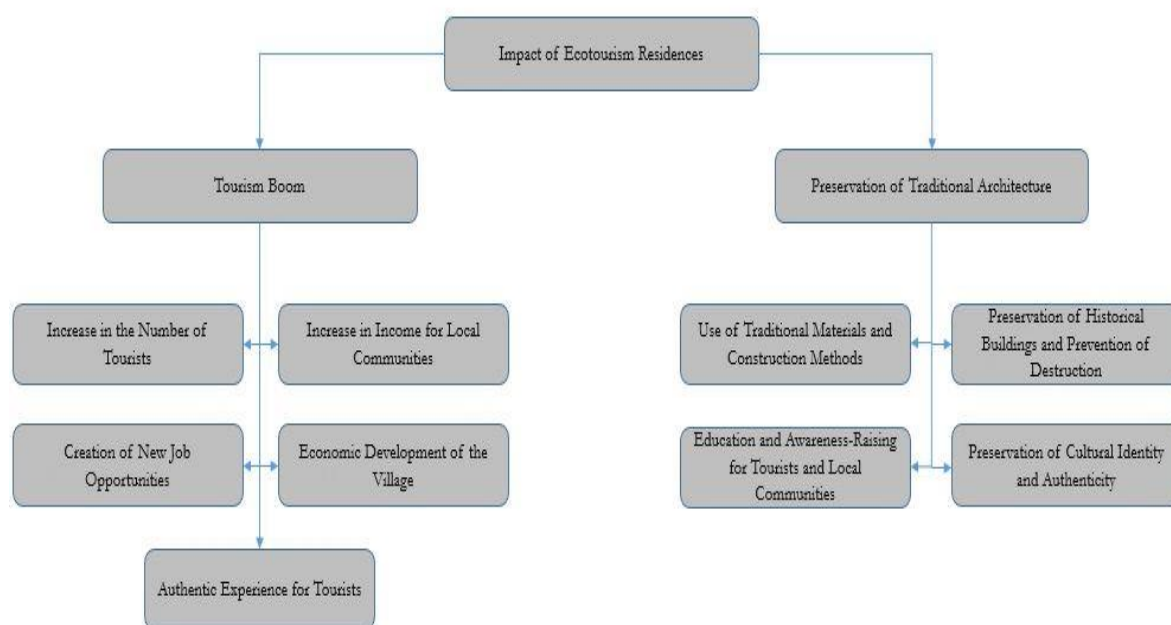 Impact of Ecotourism Residences
Tourism Boom
Preservation of Traditional Architecture
Increase in the Number of
Tourists
Increase in Income for Local
Communities
Use of Traditional Materials and
Construction Methods
Preservation of Historical
Buildings and Prevention of
Destruction
Creation of New Job
Opportunities
Economic Development of the
Village
Education and Awareness-Raising
for Tourists and Local
Communities
Preservation of Cultural Identity
and Authenticity
Authentic Experience for Tourists